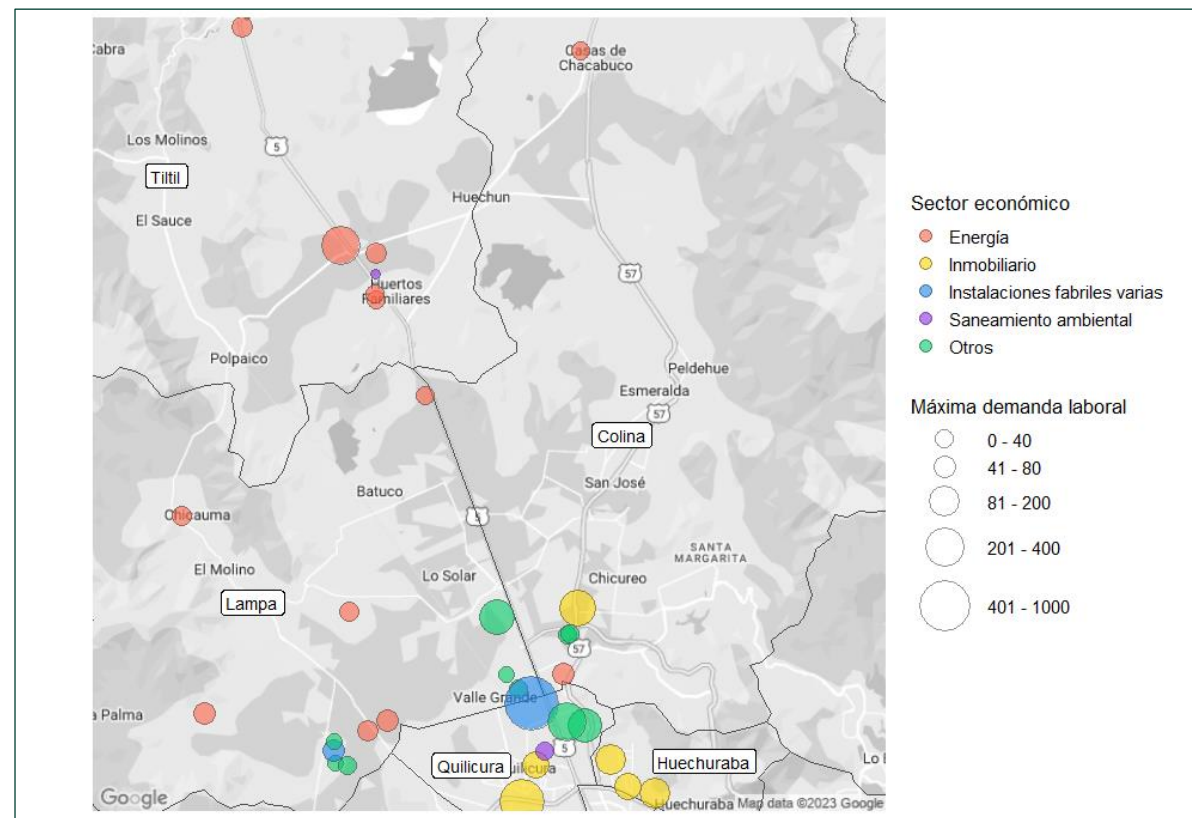 Cabra
Casas de
Chacabuco
Los Molinos
5
Tiltil
Huechun
El Sauce
57
Huertos
Familiares
Polpaico
Peldehue
Esmeralda
57
Colina
San José
Batuco
5
Chicauma
SANTA
MARGARITA
El Molino
Lo Solar
Chicureo
Lampa
57
Valle Grande
a Palma
5
Quilicura
Quilicura
Huechuraba
Lo
Huechuraba
Google
Map data ©2023 Google
Sector económico
Energía
Inmobiliario
Instalaciones fabriles varias
Saneamiento ambiental
Otros
Máxima demanda laboral
0 - 40
41 - 80
81 - 200
201 - 400
401 - 1000